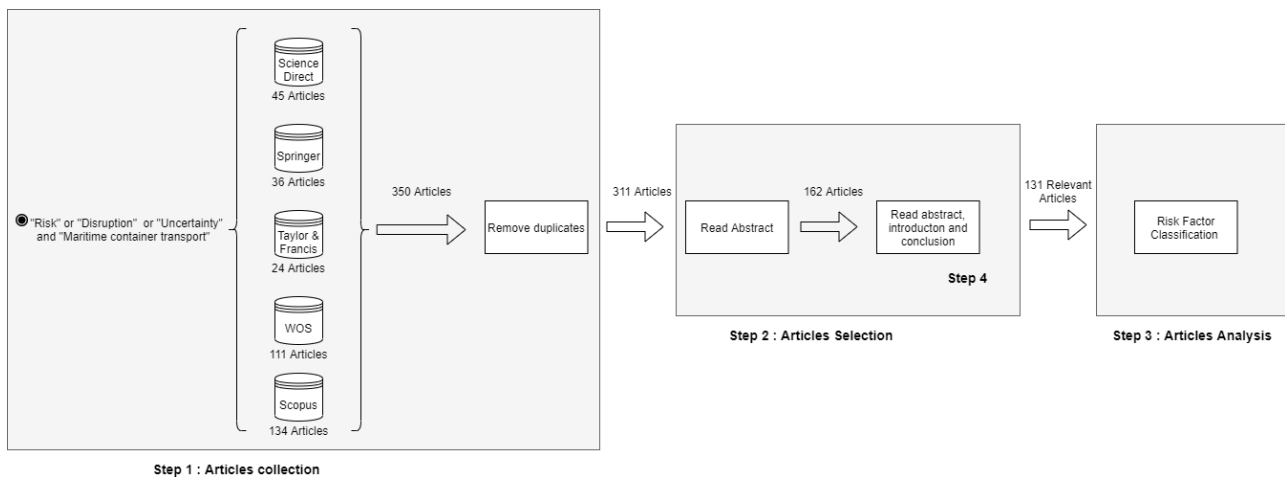 Science
Direct
45 Articles
Springer
36 Articles
"Risk" or "Disruption" or "Uncertainty"
and "Maritime container transport"
Taylor &
Francis
24 Articles
WOS
111 Articles
Scopus
134 Articles
350 Articles
Remove duplicates
Step 1 : Articles collection
311 Articles
Read Abstract
162 Articles
Read abstract,
introducton and
conclusion
Step 4
Step 2 : Articles Selection
131 Relevant
Articles
Risk Factor
Classification
Step 3 : Articles Analysis